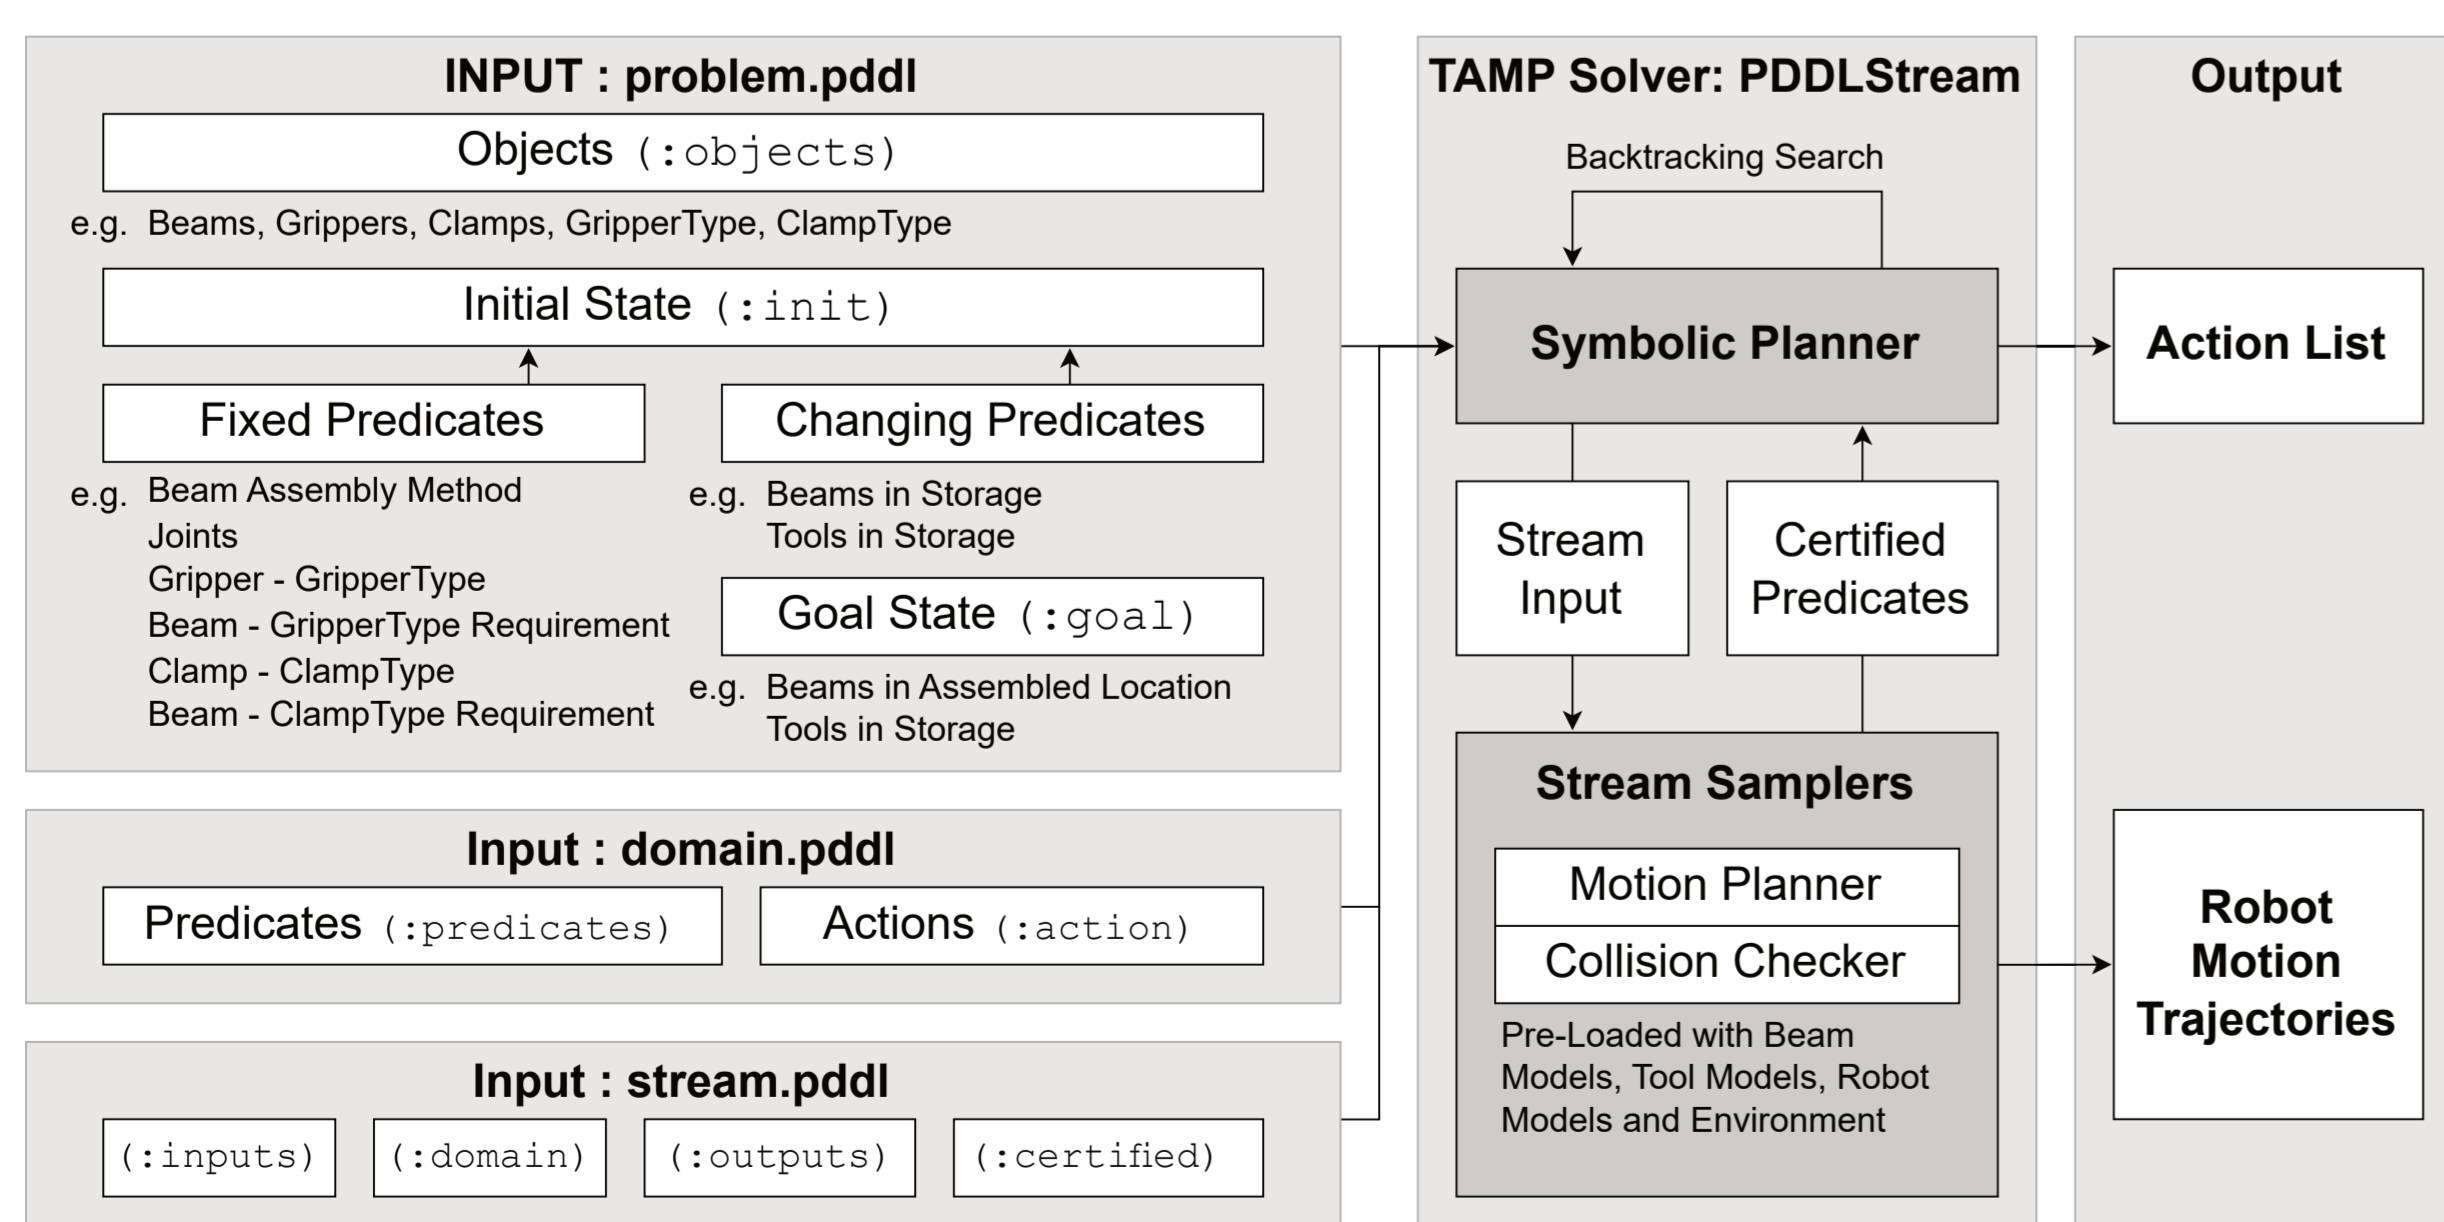 INPUT : problem.pddl
Objects (:objects)
e.g. Beams, Grippers, Clamps, GripperType, ClampType
Initial State (:init)
Fixed Predicates
e.g. Beam Assembly Method
Joints
Gripper - GripperType
Beam - GripperType Requirement
Clamp - ClampType
Beam - ClampType Requirement
Changing Predicates
e.g. Beams in Storage
Tools in Storage
Goal State (:goal)
e.g. Beams in Assembled Location
Tools in Storage
Input : domain.pddl
Predicates (:predicates)
Actions (:action)
Input : stream.pddl
(:inputs)
(:domain)
(:outputs)
(:certified)
TAMP Solver: PDDLStream
Backtracking Search
Symbolic Planner
Stream
Input
Certified
Predicates
Stream Samplers
Motion Planner
Collision Checker
Pre-Loaded with Beam
Models, Tool Models, Robot
Models and Environment
Output
Action List
Robot
Motion
Trajectories